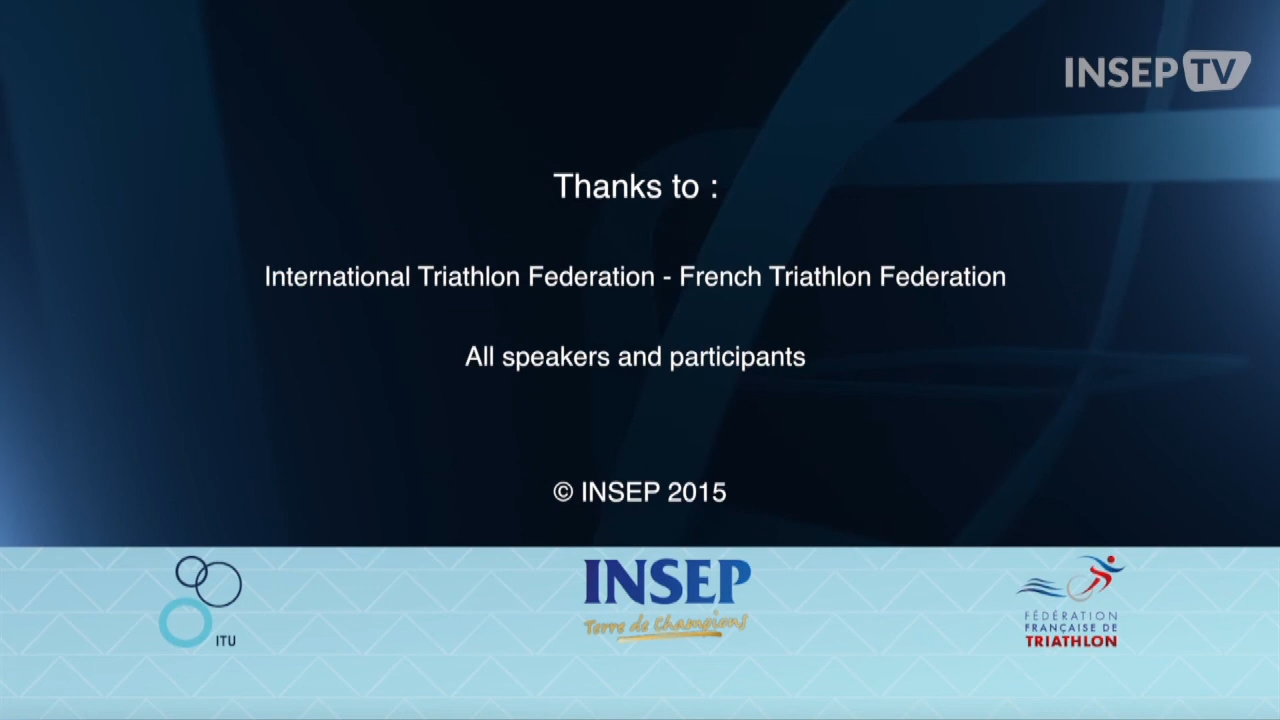 INSEP TV
Thanks to :
International Triathlon Federation - French Triathlon Federation
All speakers and participants
© INSEP 2015
ITU
INSEP
Terre de Champions
FÉDÉRATION
FRANÇAISE DE
TRIATHLON